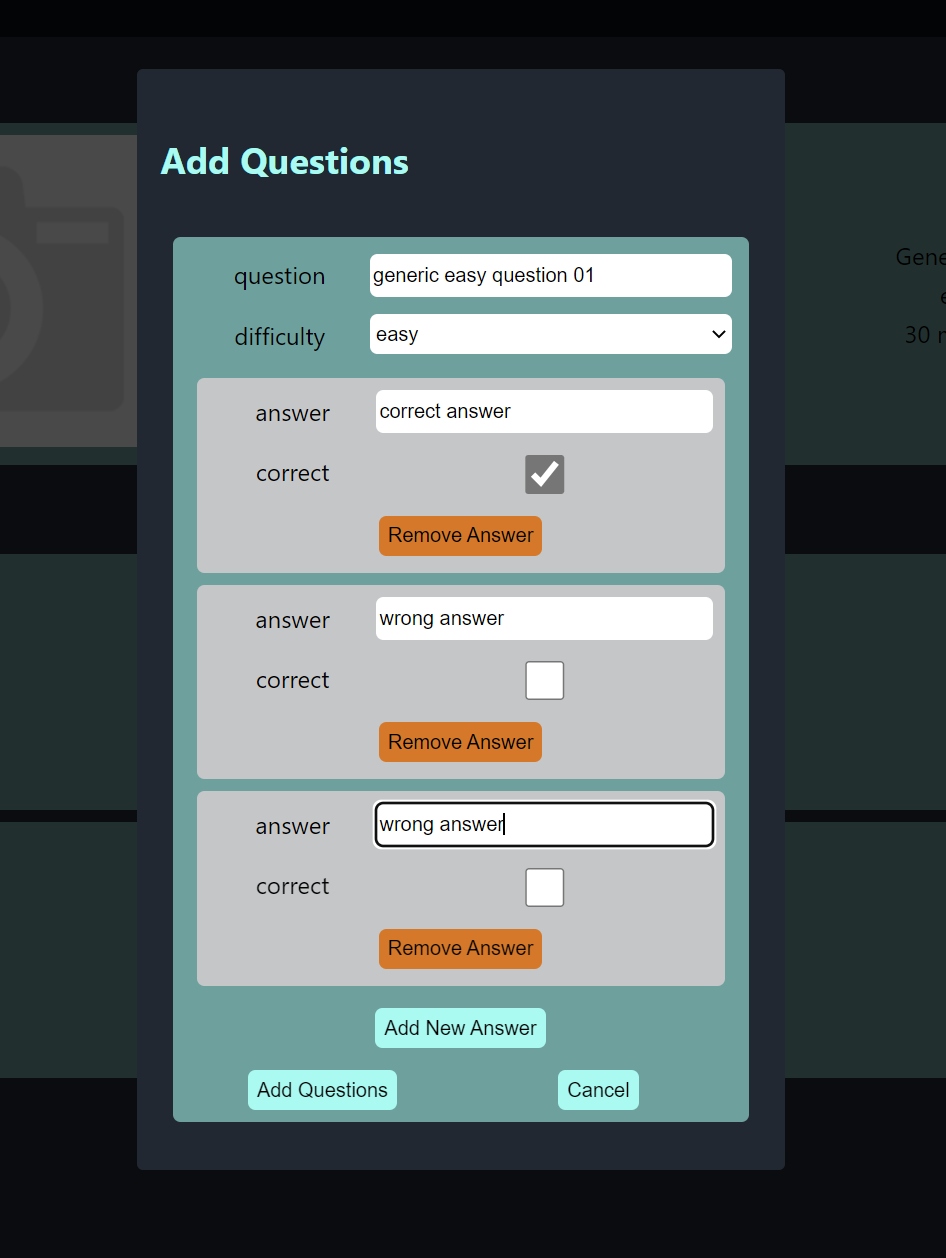 Add Questions
question generic easy question 01
Gene
difficulty easy
30
answer correct answer
correct
Remove Answer
answer wrong answer
correct
Remove Answer
answer wrong answer
correct
Remove Answer
Add New Answer
Add Questions Cancel